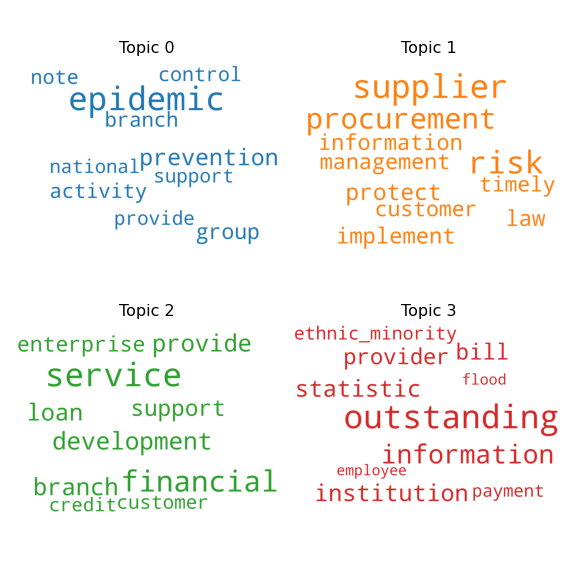 Topic 0
note control
epidemic
branch
national prevention
support
activity
provide
group
Topic 1
supplier
procurement
information
management risk
timely
protect
customer
law
implement
Topic 2
enterprise provide
service
loan support
development
branch financial
credit customer
Topic 3
ethnic_minority
provider bill
flood
statistic
outstanding
information
employee
institution payment